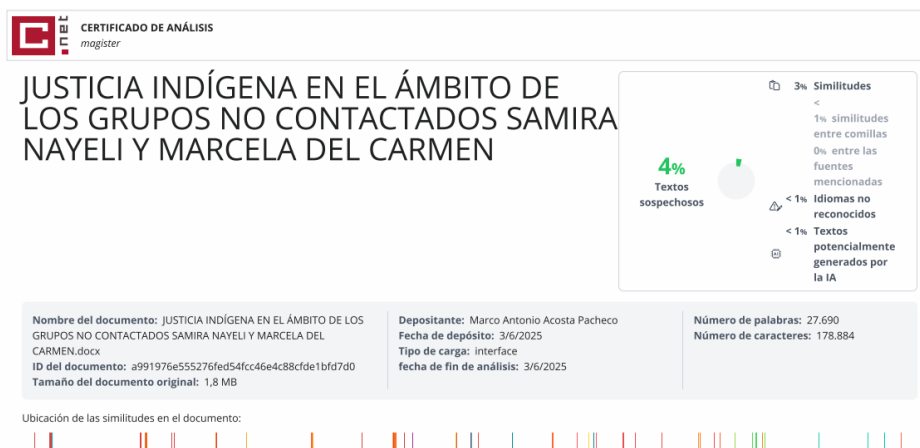 .net
CERTIFICADO DE ANÁLISIS
magister
JUSTICIA INDÍGENA EN EL ÁMBITO DE
LOS GRUPOS NO CONTACTADOS SAMIRA
NAYELI Y MARCELA DEL CARMEN
4%
Textos
sospechosos
3% Similitudes
<
1% similitudes
entre comillas
0% entre las
fuentes
mencionadas
< 1% Idiomas no
reconocidos
< 1% Textos
potencialmente
generados por
la IA
Nombre del documento: JUSTICIA INDÍGENA EN EL ÁMBITO DE LOS
GRUPOS NO CONTACTADOS SAMIRA NAYELI Y MARCELA DEL
CARMEN.docx
ID del documento: a991976e555276fed54fcc46e4c88cfde1bfd7d0
Tamaño del documento original: 1,8 MB
Depositante: Marco Antonio Acosta Pacheco
Fecha de depósito: 3/6/2025
Tipo de carga: interface
fecha de fin de análisis: 3/6/2025
Número de palabras: 27.690
Número de caracteres: 178.884
Ubicación de las similitudes en el documento: